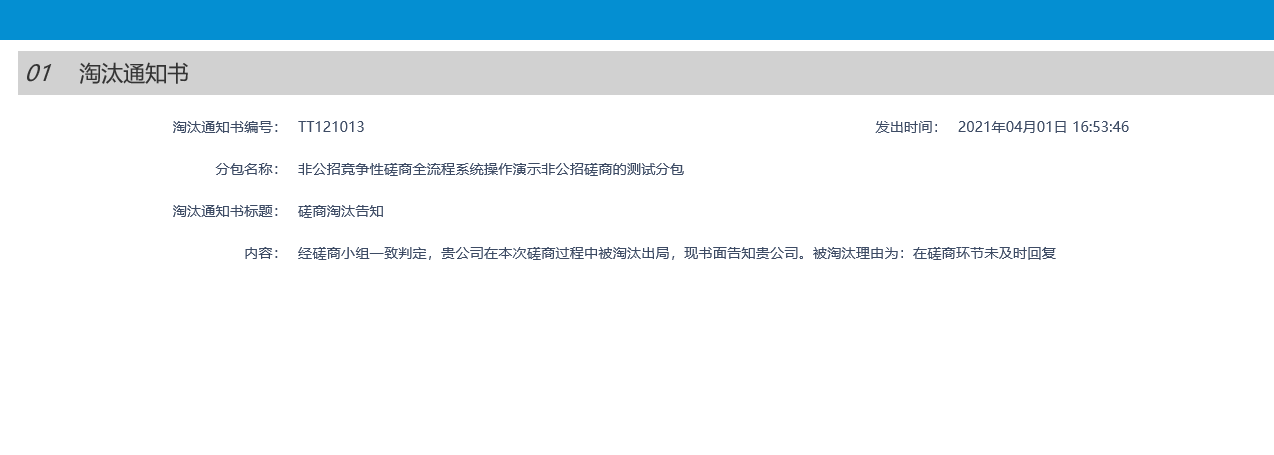 01 淘汰通知书
淘汰通知书编号： TT121013 发出时间： 2021年04月01日 16:53:46
分包名称： 非公招竞争性磋商全流程系统操作演示非公招磋商的测试分包
淘汰通知书标题： 磋商淘汰告知
内容： 经磋商小组一致判定，贵公司在本次磋商过程中被淘汰出局，现书面告知贵公司。被淘汰理由为：在磋商环节未及时回复